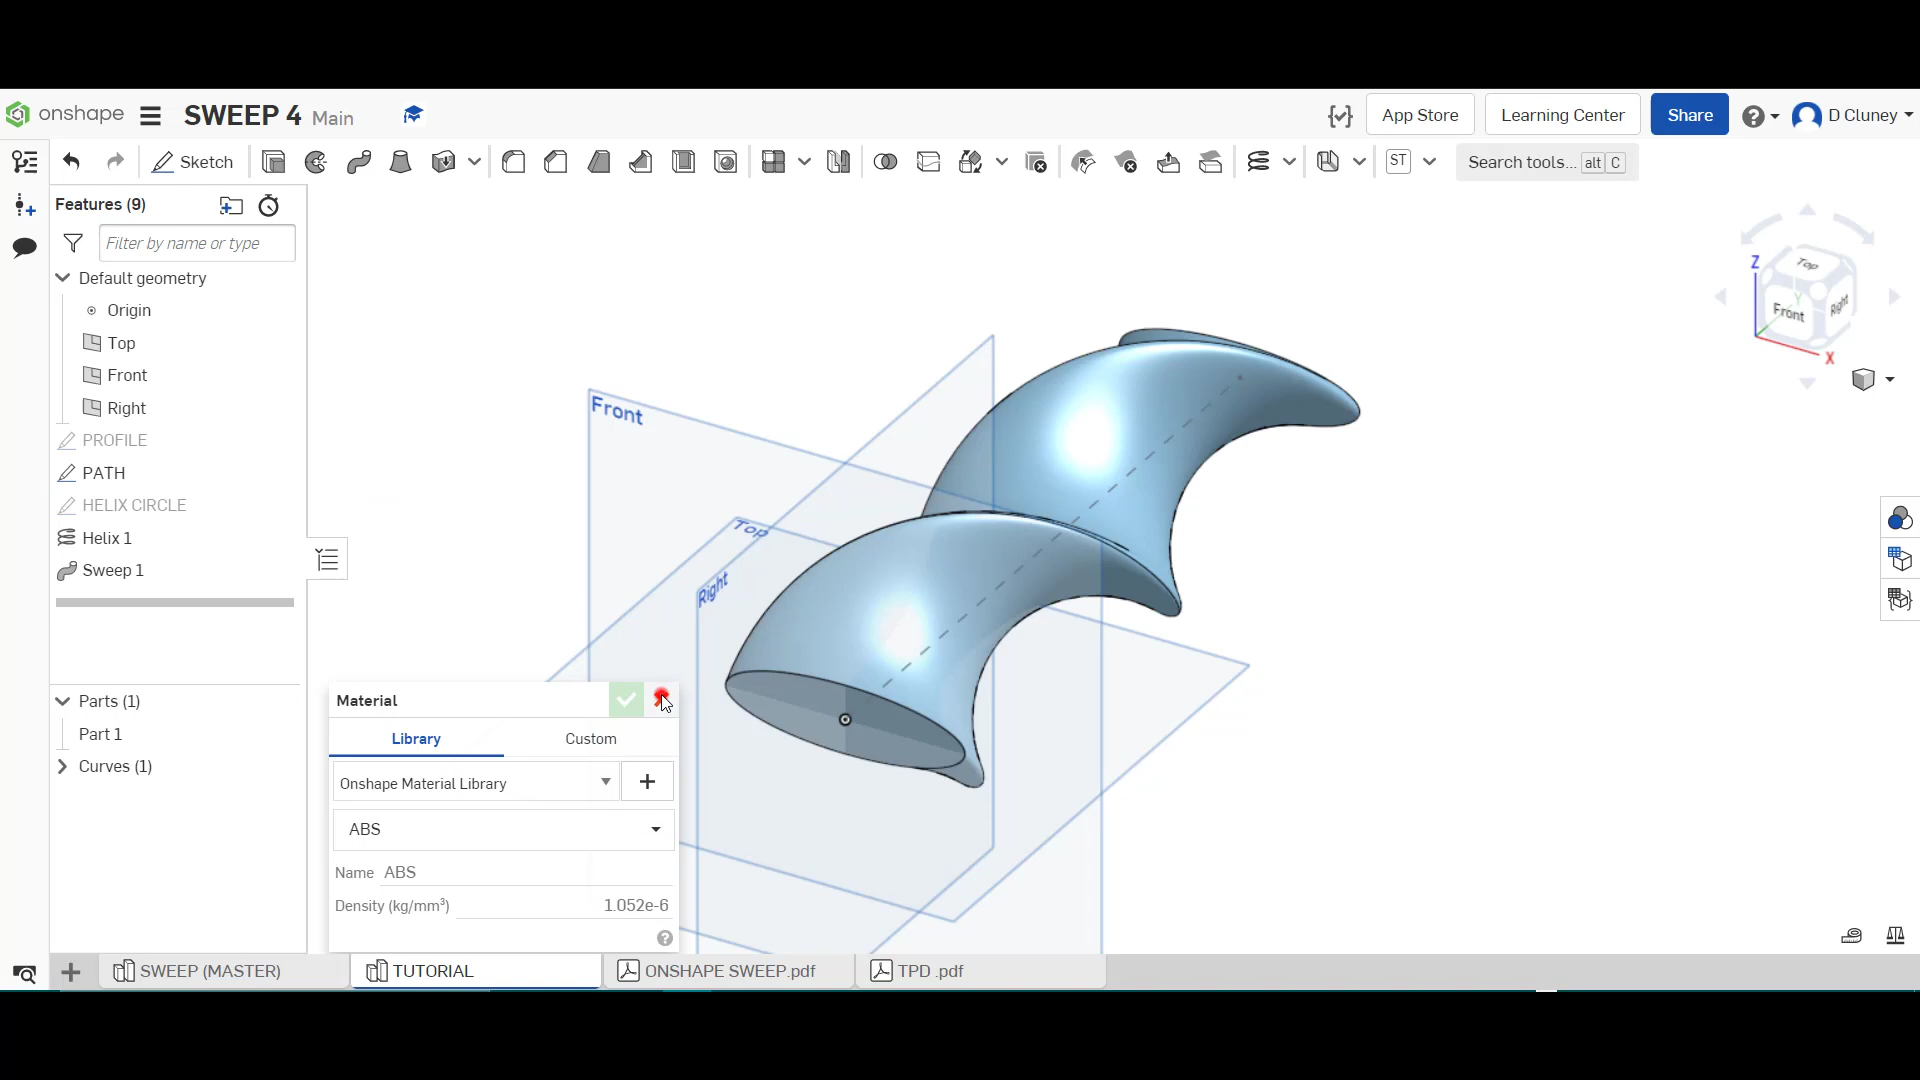 onshape SWEEP 4 Main App Store Learning Center Share D Cluney
Sketch ST Search tools... alt C
Features (9)
Filter by name or type
Default geometry
Origin
Top
Front
Right
PROFILE
PATH
HELIX CIRCLE
Helix 1
Sweep 1
Parts (1)
Part 1
Curves (1)
Front
Top
Right
Z
Top
Y
Front
Right
X
Material
Library Custom
Onshape Material Library
ABS
Name ABS
Density (kg/mm³) 1.052e-6
SWEEP (MASTER) TUTORIAL ONSHAPE SWEEP.pdf TPD .pdf